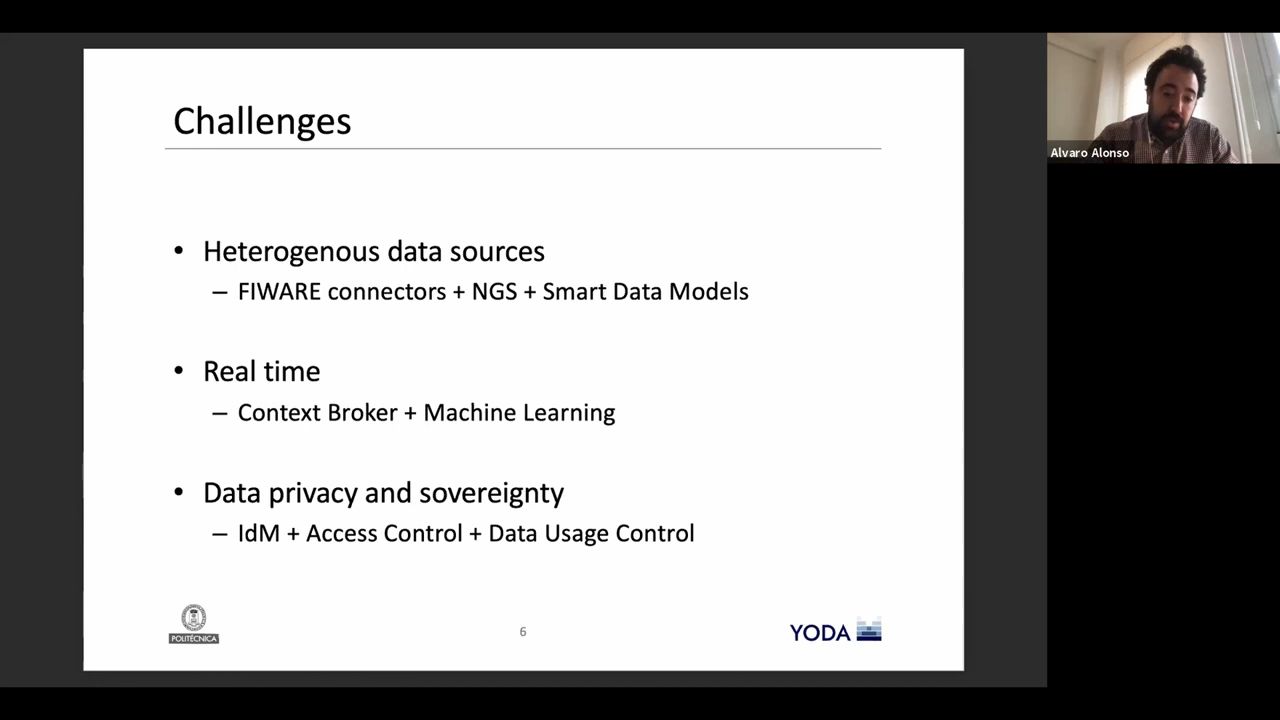 Challenges
• Heterogenous data sources
– FIWARE connectors + NGS + Smart Data Models
• Real time
– Context Broker + Machine Learning
• Data privacy and sovereignty
– IdM + Access Control + Data Usage Control
POLITÉCNICA
6
YODA
Alvaro Alonso